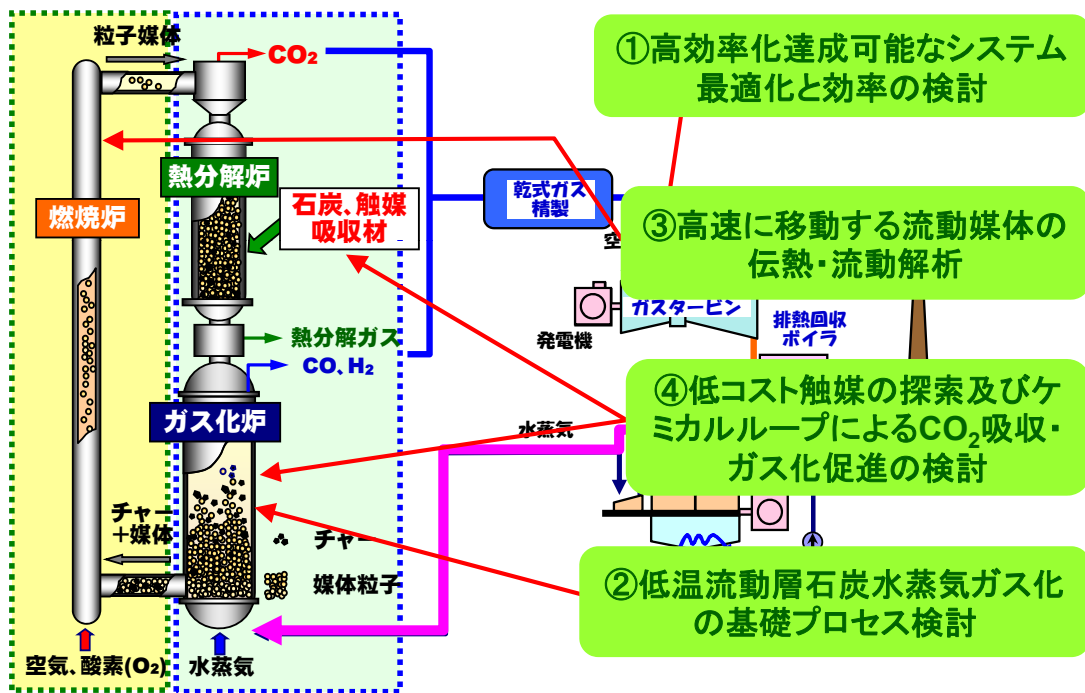 粒子媒体
CO₂
①高効率化達成可能なシステム
最適化と効率の検討
熱分解炉
燃焼炉
石炭、触媒
吸収材
乾式ガス
精製
空
③高速に移動する流動媒体の
伝熱・流動解析
ガスタービン
発電機
排熱回収
ボイラ
熱分解ガス
CO、H₂
ガス化炉
水蒸気
④低コスト触媒の探索及びケ
ミカルループによるCO₂吸収・
ガス化促進の検討
チャー
+媒体
チャー
媒体粒子
②低温流動層石炭水蒸気ガス化
の基礎プロセス検討
空気、酸素(O₂)
水蒸気